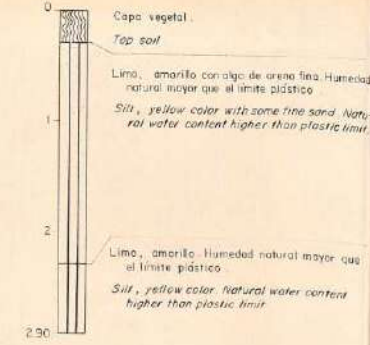 0
Capa vegetal.
Top soil
Limo, amarillo con algo de arena fina. Humedad
natural mayor que el límite plástico
Silt, yellow color with some fine sand. Natu-
ral water content higher than plastic limit.
1
2
Limo, amarillo. Humedad natural mayor que
el límite plástico.
Silt, yellow color. Natural water content
higher than plastic limit.
2.90